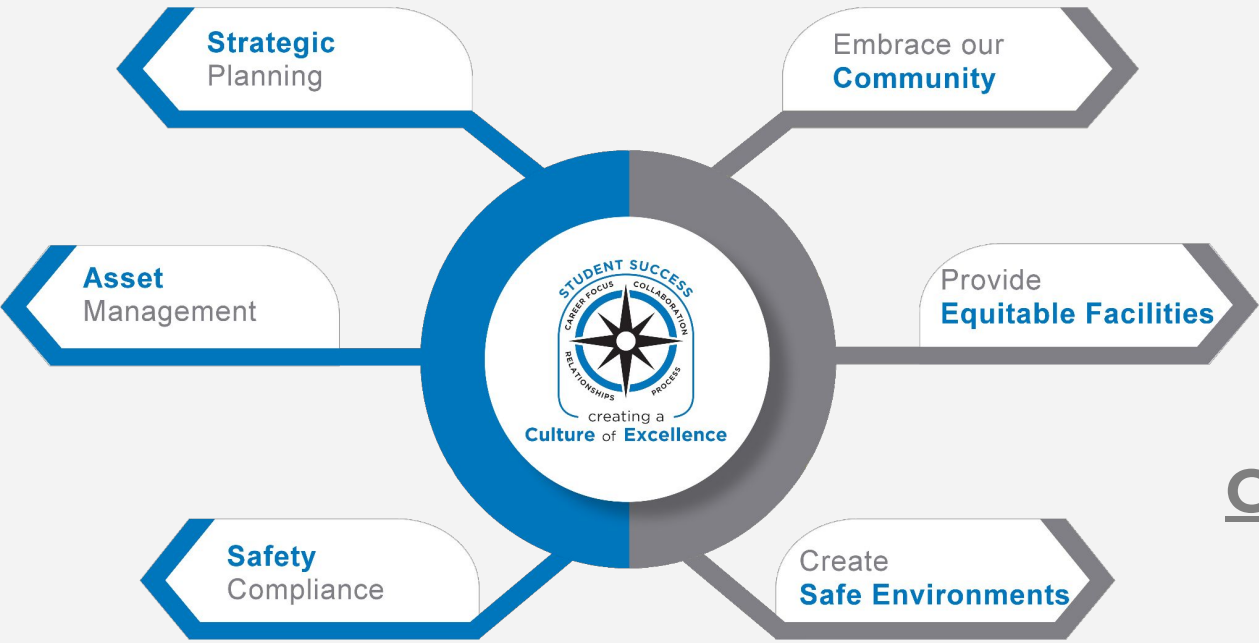 Strategic
Planning
Embrace our
Community
Asset
Management
Provide
Equitable Facilities
STUDENT SUCCESS
CAREER FOCUS
COLLABORATION
RELATIONSHIPS
PROCESS
creating a
Culture of Excellence
Safety
Compliance
Create
Safe Environments